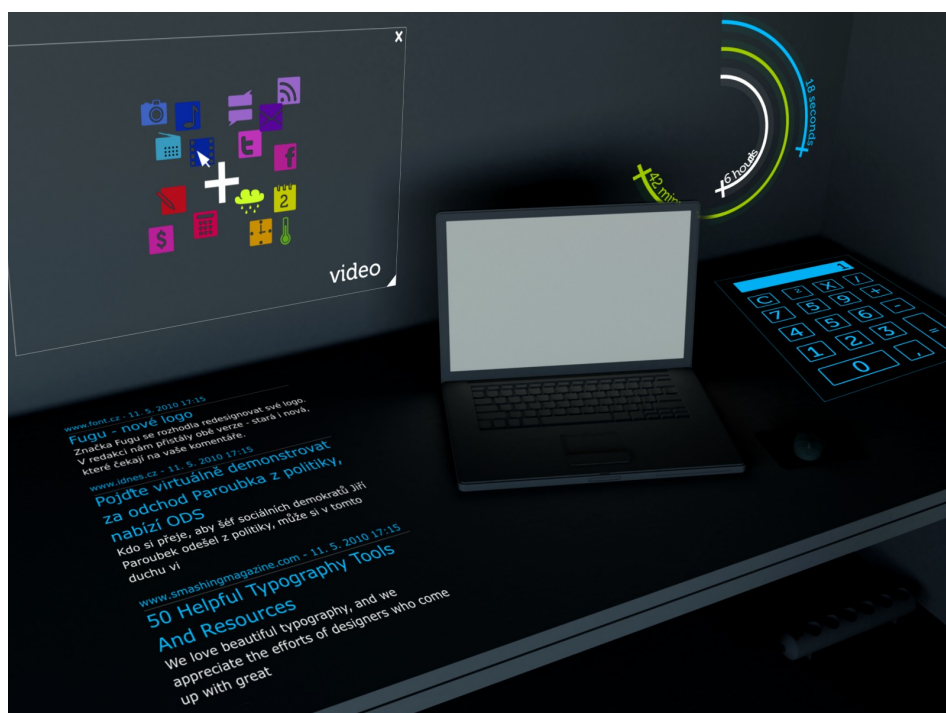 X
t
f
2
$
video
18 seconds
6 hours
42 min
1
C ² X /
7 5 9 +
4 5 6 -
1 2 3 =
0 ,
www.font.cz - 11. 5. 2010 17:15
Fugu - nové logo
Značka Fugu se rozhodla redesignovat své logo.
V redakci nám přistály obě verze - stará i nová,
které čekají na vaše komentáře.
www.idnes.cz - 11. 5. 2010 17:15
Pojďte virtuálně demonstrovat
za odchod Paroubka z politiky,
nabízí ODS
Kdo si přeje, aby šéf sociálních demokratů Jiří
Paroubek odešel z politiky, může si v tomto
duchu vi
www.smashingmagazine.com - 11. 5. 2010 17:15
50 Helpful Typography Tools
And Resources
We love beautiful typography, and we
appreciate the efforts of designers who come
up with great